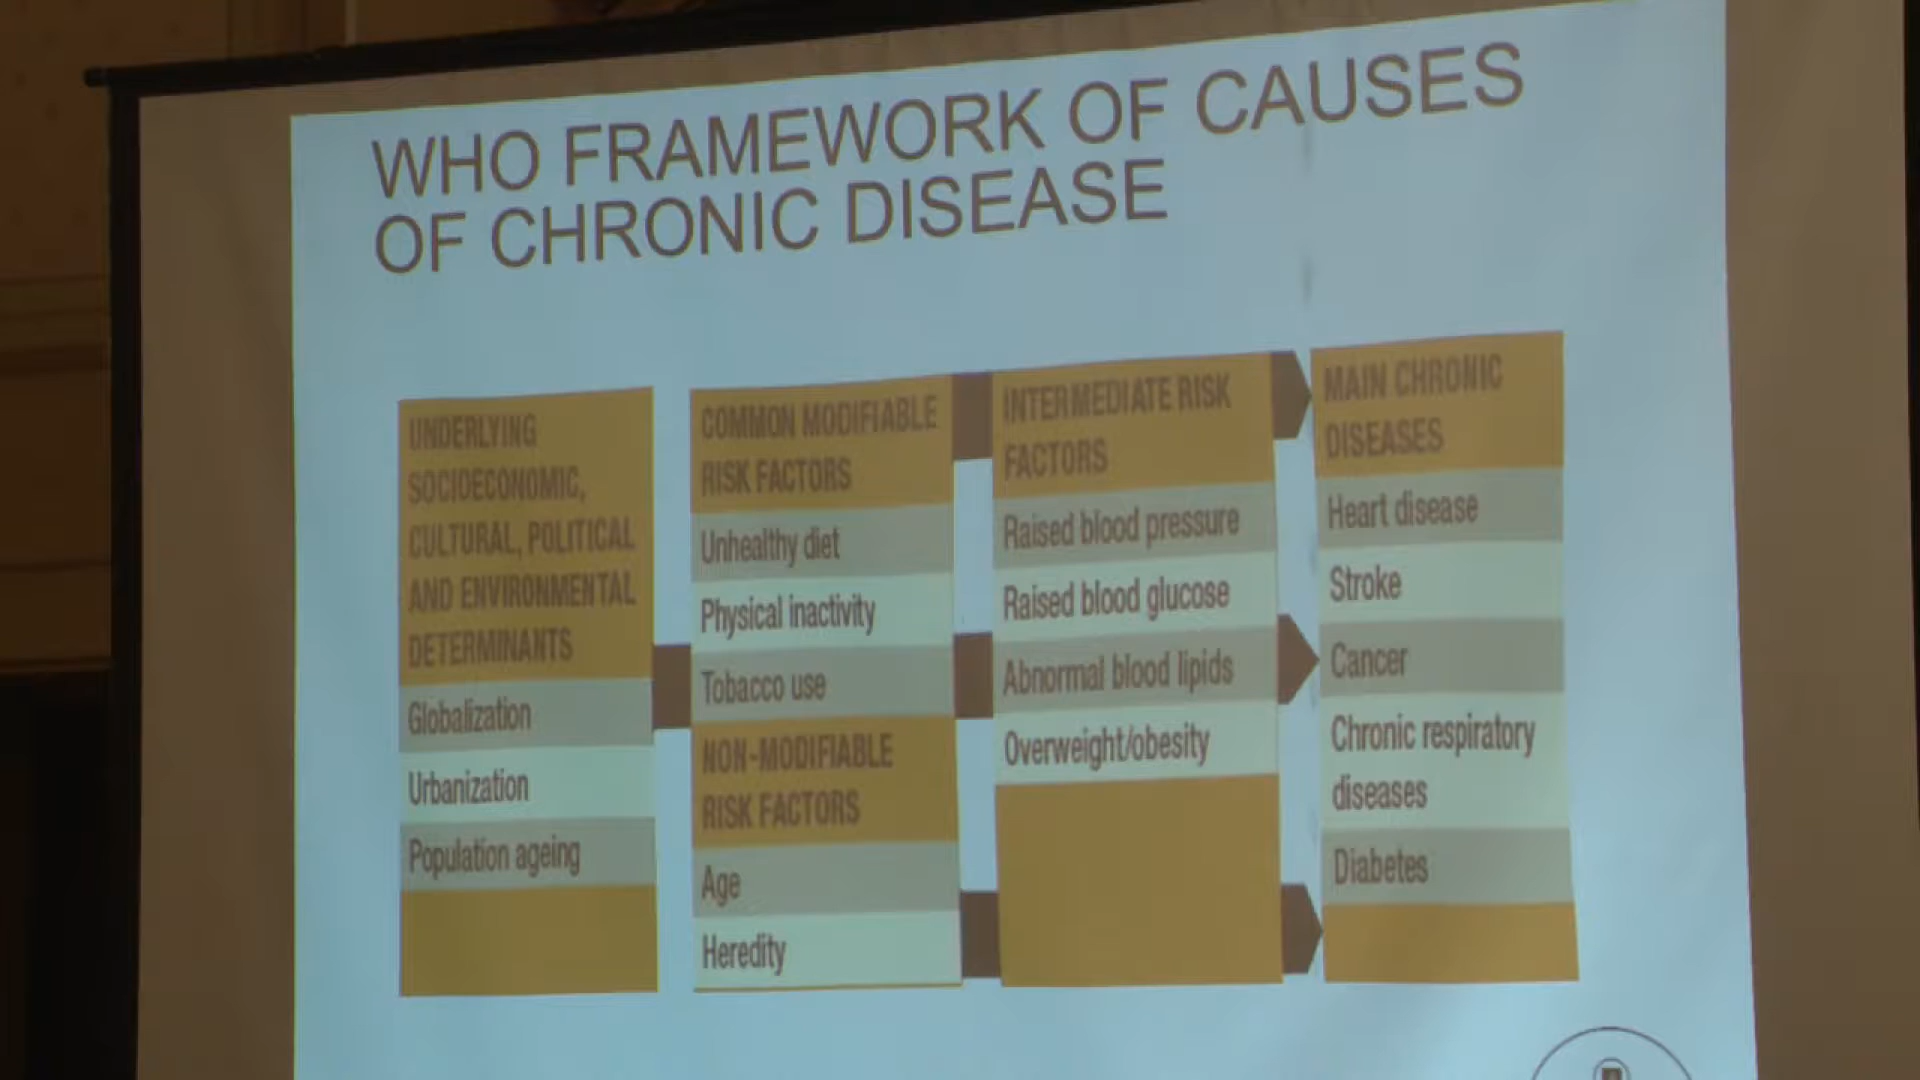 WHO FRAMEWORK OF CAUSES
OF CHRONIC DISEASE
UNDERLYING
SOCIOECONOMIC,
CULTURAL, POLITICAL
AND ENVIRONMENTAL
DETERMINANTS
Globalization
Urbanization
Population ageing
COMMON MODIFIABLE
RISK FACTORS
Unhealthy diet
Physical inactivity
Tobacco use
NON-MODIFIABLE
RISK FACTORS
Age
Heredity
INTERMEDIATE RISK
FACTORS
Raised blood pressure
Raised blood glucose
Abnormal blood lipids
Overweight/obesity
MAIN CHRONIC
DISEASES
Heart disease
Stroke
Cancer
Chronic respiratory
diseases
Diabetes